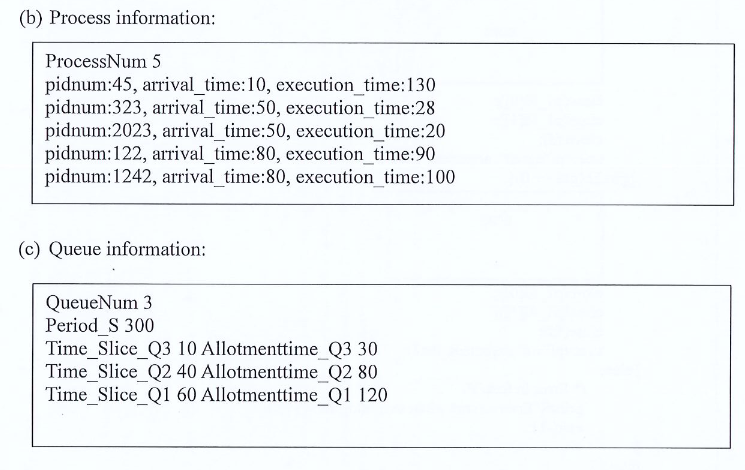 (b) Process information:
ProcessNum 5
pidnum:45, arrival_time:10, execution_time:130
pidnum:323, arrival_time:50, execution_time:28
pidnum:2023, arrival_time:50, execution_time:20
pidnum:122, arrival_time:80, execution_time:90
pidnum:1242, arrival_time:80, execution_time:100
(c) Queue information:
QueueNum 3
Period_S 300
Time_Slice_Q3 10 Allotmenttime_Q3 30
Time_Slice_Q2 40 Allotmenttime_Q2 80
Time_Slice_Q1 60 Allotmenttime_Q1 120